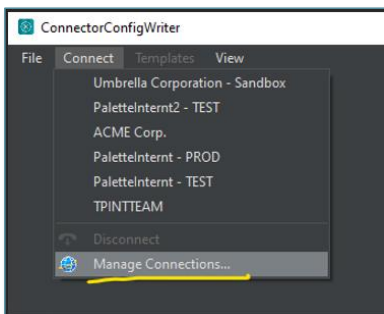 ConnectorConfigWriter
File Connect Templates View
Umbrella Corporation - Sandbox
PaletteInternt2 - TEST
ACME Corp.
PaletteInternt - PROD
PaletteInternt - TEST
TPINTTEAM
Disconnect
Manage Connections...